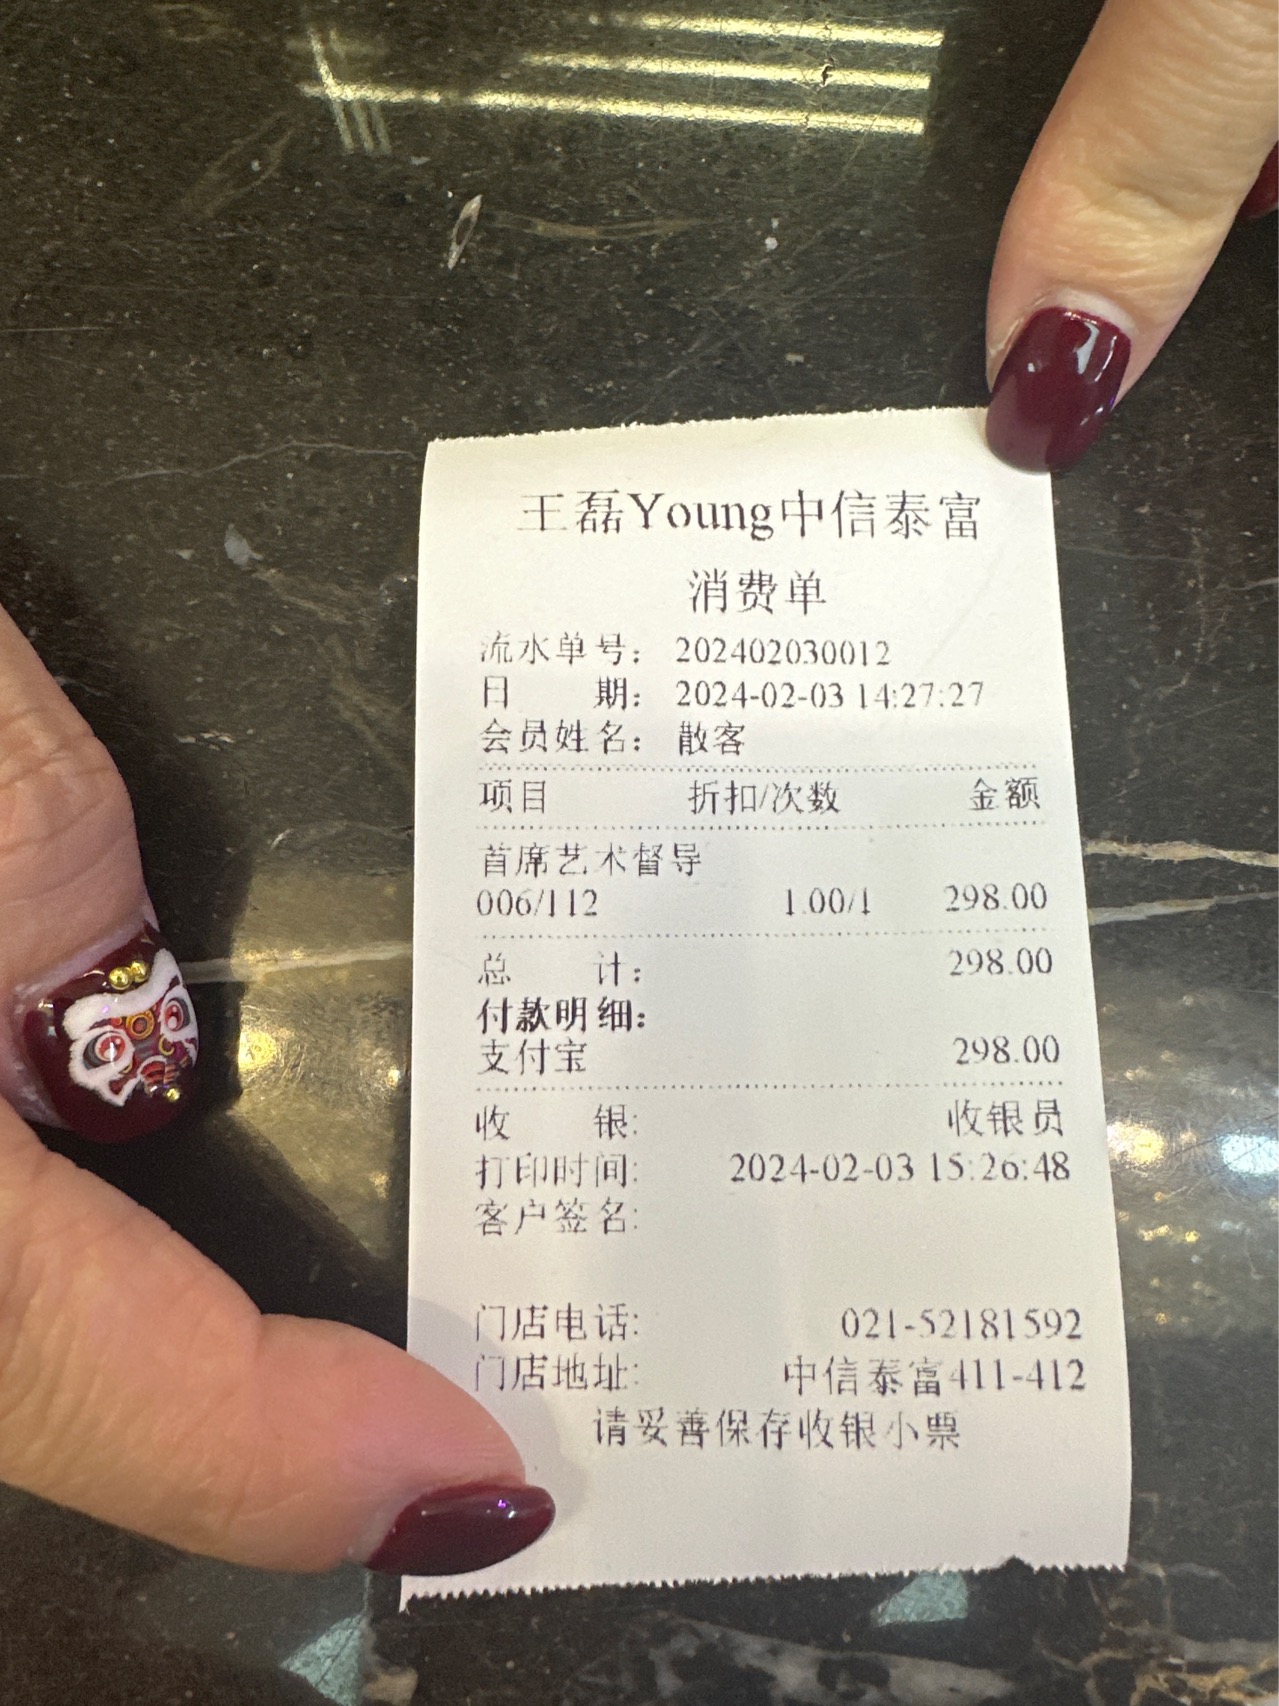 王磊Young中信泰富
消费单
流水单号： 202402030012
日 期： 2024-02-03 14:27:27
会员姓名： 散客
项目 折扣/次数 金额
首席艺术督导
006/112 1.00/1 298.00
总 计： 298.00
付款明细：
支付宝 298.00
收 银: 收银员
打印时间: 2024-02-03 15:26:48
客户签名:
门店电话: 021-52181592
门店地址: 中信泰富411-412
请妥善保存收银小票